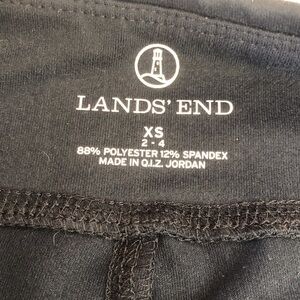 LANDS' END
XS
2 - 4
88% POLYESTER 12% SPANDEX
MADE IN Q.I.Z. JORDAN